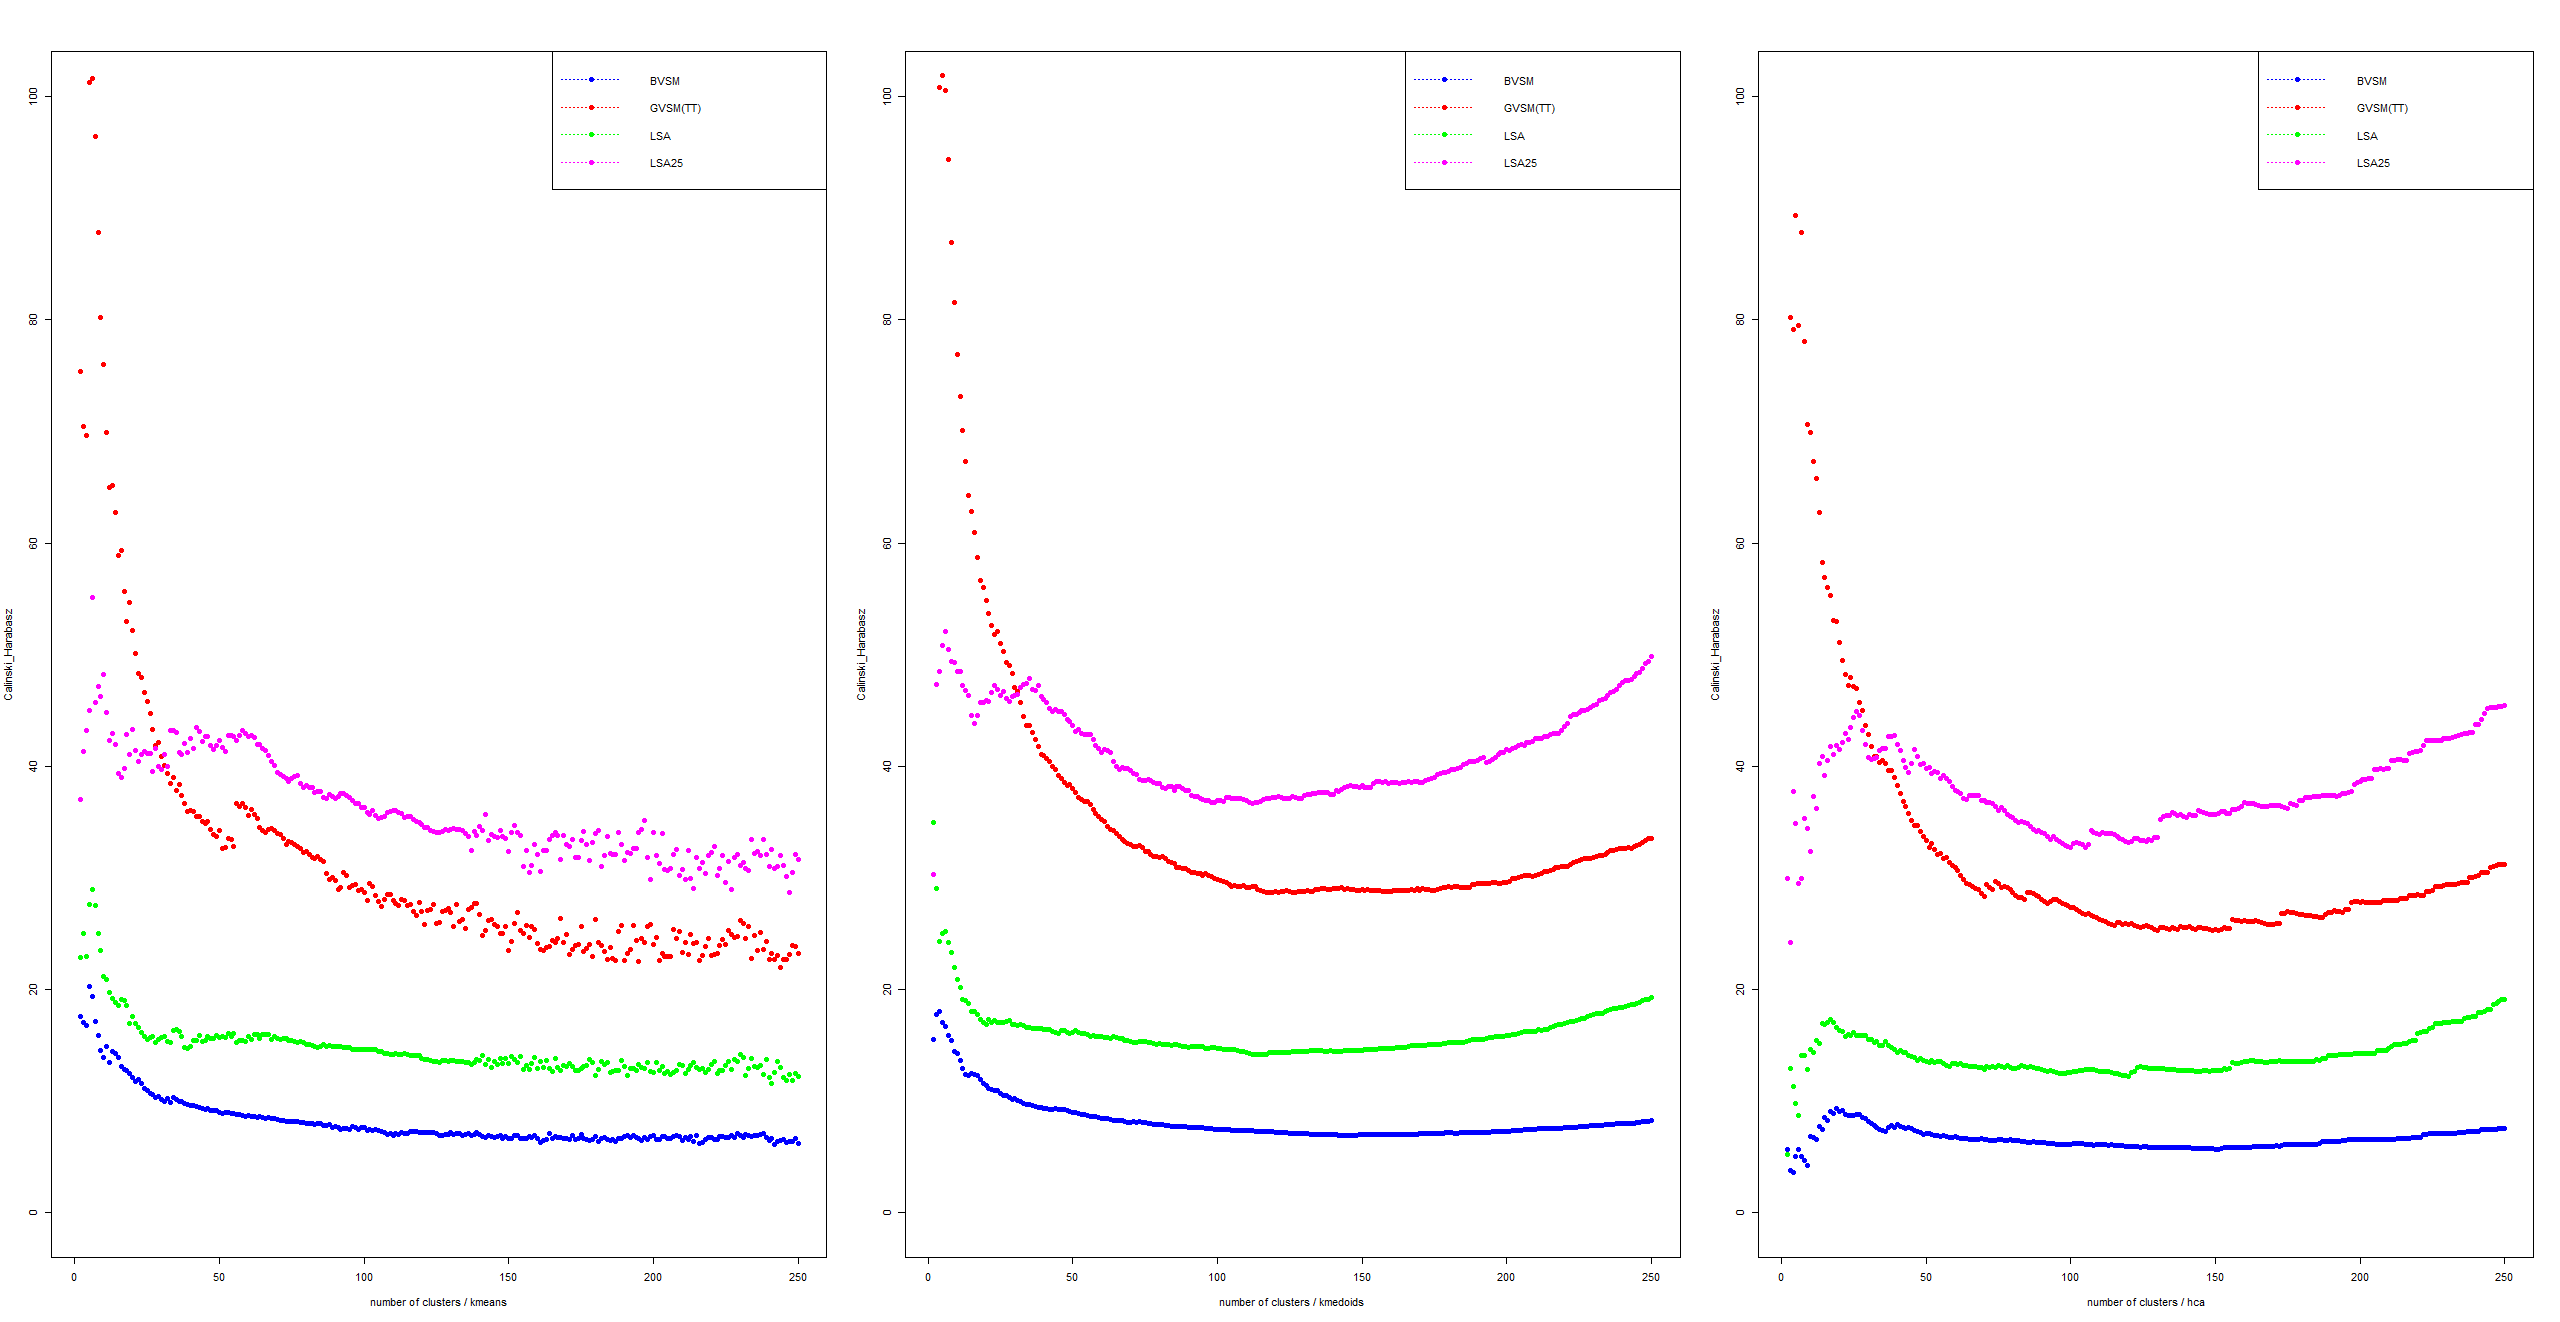 BVSM
GVSM(TT)
LSA
LSA25
Calinski_Harabasz
0
20
40
60
80
100
0
50
100
150
200
250
number of clusters / kmeans
BVSM
GVSM(TT)
LSA
LSA25
Calinski_Harabasz
0
20
40
60
80
100
0
50
100
150
200
250
number of clusters / kmedoids
BVSM
GVSM(TT)
LSA
LSA25
Calinski_Harabasz
0
20
40
60
80
100
0
50
100
150
200
250
number of clusters / hca